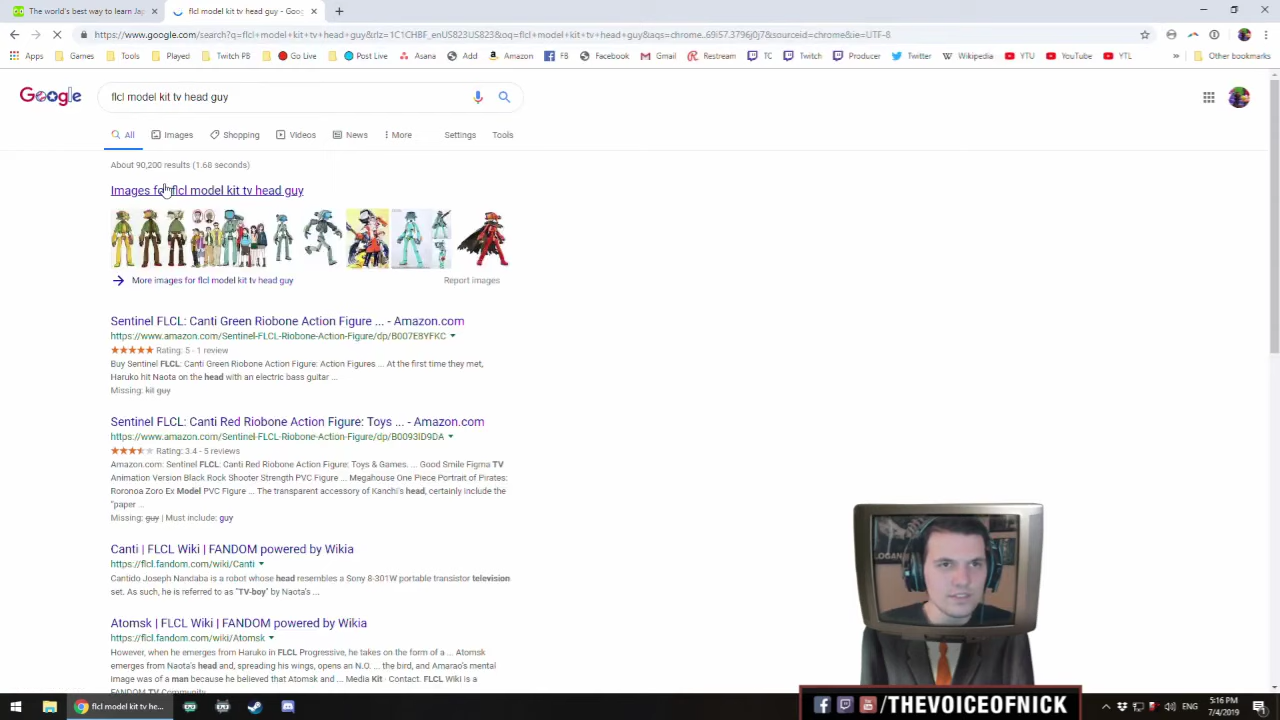 The world's best way to learn Jap
flcl model kit tv head guy - Goog
https://www.google.com/search?q=flcl+model+kit+tv+head+guy&rlz=1C1CHBF_enUS823US823&oq=flcl+model+kit+tv+head+guy&aqs=chrome..69i57.3796j0j7&sourceid=chrome&ie=UTF-8
Apps Games Tools Played Twitch PB Go Live Post Live Asana Add Amazon FB Facebook Gmail Restream TC Twitch Producer Twitter Wikipedia YTU YouTube YTL » Other bookmarks
Google flcl model kit tv head guy
All Images Shopping Videos News More Settings Tools
About 90,200 results (1.68 seconds)
Images for flcl model kit tv head guy
More images for flcl model kit tv head guy Report images
Sentinel FLCL: Canti Green Riobone Action Figure ... - Amazon.com
https://www.amazon.com/Sentinel-FLCL-Riobone-Action-Figure/dp/B007E8YFKC
Rating: 5 - 1 review
Buy Sentinel FLCL: Canti Green Riobone Action Figure: Action Figures ... At the first time they met,
Haruko hit Naota on the head with an electric bass guitar ...
Missing: kit guy
Sentinel FLCL: Canti Red Riobone Action Figure: Toys ... - Amazon.com
https://www.amazon.com/Sentinel-FLCL-Riobone-Action-Figure/dp/B0093ID9DA
Rating: 3.4 - 5 reviews
Amazon.com: Sentinel FLCL: Canti Red Riobone Action Figure: Toys & Games. ... Good Smile Figma TV
Animation Version Black Rock Shooter Strength PVC Figure ... Megahouse One Piece Portrait of Pirates:
Roronoa Zoro Ex Model PVC Figure ... The transparent accessory of Kanchi's head, certainly include the
"paper ...
Missing: guy | Must include: guy
Canti | FLCL Wiki | FANDOM powered by Wikia
https://flcl.fandom.com/wiki/Canti
Cantido Joseph Nandaba is a robot whose head resembles a Sony 8-301W portable transistor television
set. As such, he is referred to as "TV-boy" by Naota's ...
Atomsk | FLCL Wiki | FANDOM powered by Wikia
https://flcl.fandom.com/wiki/Atomsk
However, when he emerges from Haruko in FLCL Progressive, he takes on the form of a ... Atomsk
emerges from Naota's head and, spreading his wings, opens an N.O. ... the bird, and Amarao's mental
image was of a man because he believed that Atomsk and ... Media Kit · Contact. FLCL Wiki is a
FANDOM TV Community.
OGAN
/THEVOICEOFNICK
flcl model kit tv he...
ENG
5:16 PM
7/4/2019